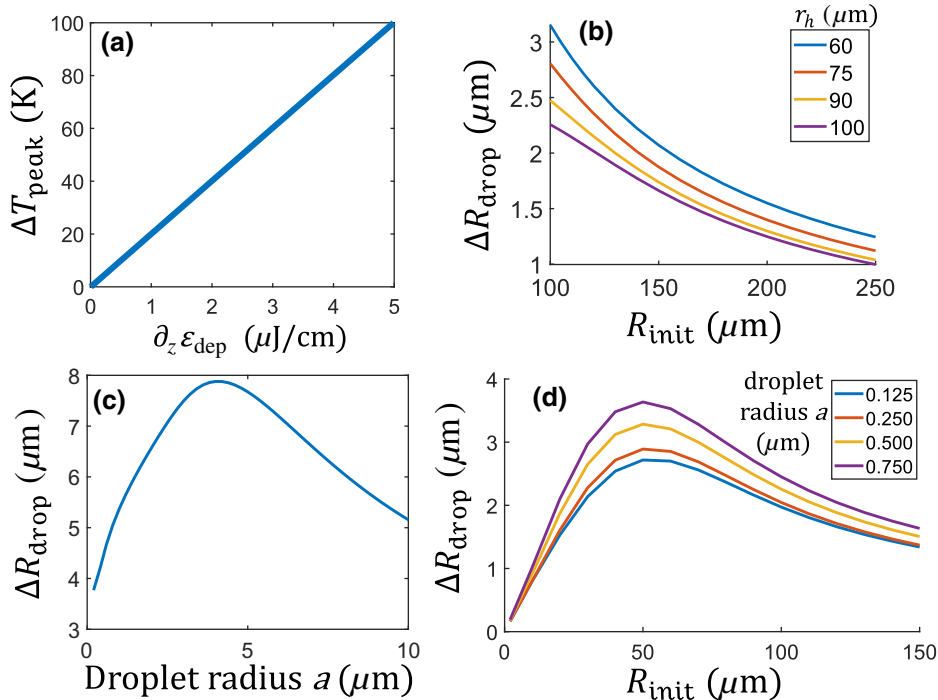 (a)
100
80
60
40
20
0
ΔT_peak (K)
0 1 2 3 4 5
∂_z ε_dep (μJ/cm)
(b)
r_h (μm)
60
75
90
100
3
2.5
2
1.5
1
ΔR_drop (μm)
100 150 200 250
R_init (μm)
(c)
8
7
6
5
4
3
ΔR_drop (μm)
0 5 10
Droplet radius a (μm)
(d)
droplet
radius a
(μm)
0.125
0.250
0.500
0.750
4
3
2
1
0
ΔR_drop (μm)
0 50 100 150
R_init (μm)